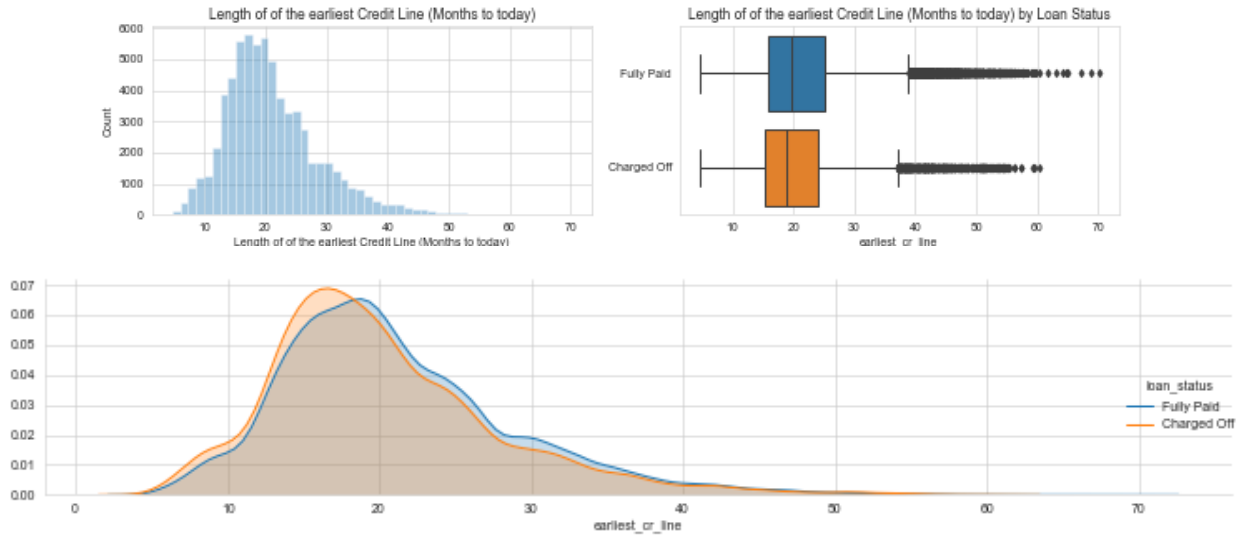 Length of of the earliest Credit Line (Months to today)
6000
5000
4000
3000
2000
1000
0
Count
10 20 30 40 50 60 70
Length of of the earliest Credit Line (Months to today)
Length of the earliest Credit Line (Months to today) by Loan Status
Fully Paid
Charged Off
10 20 30 40 50 60 70
earliest_cr_line
0.07
0.06
0.05
0.04
0.03
0.02
0.01
0.00
0 10 20 30 40 50 60 70
earliest_cr_line
loan_status
Fully Paid
Charged Off